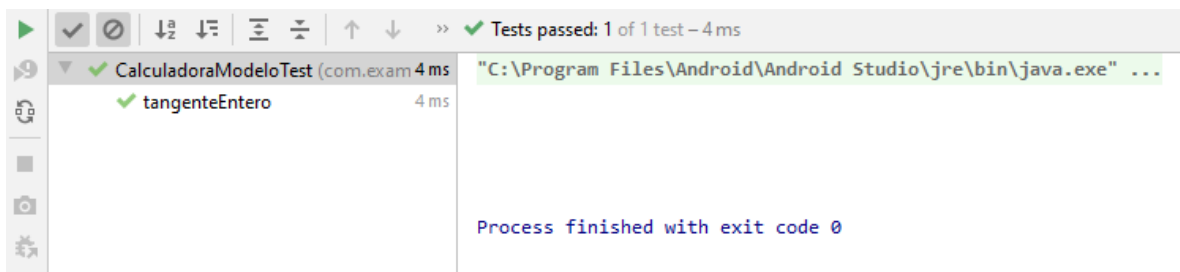 » Tests passed: 1 of 1 test – 4 ms
CalculadoraModeloTest (com.exam 4 ms
tangenteEntero 4 ms
"C:\Program Files\Android\Android Studio\jre\bin\java.exe" ...
Process finished with exit code 0